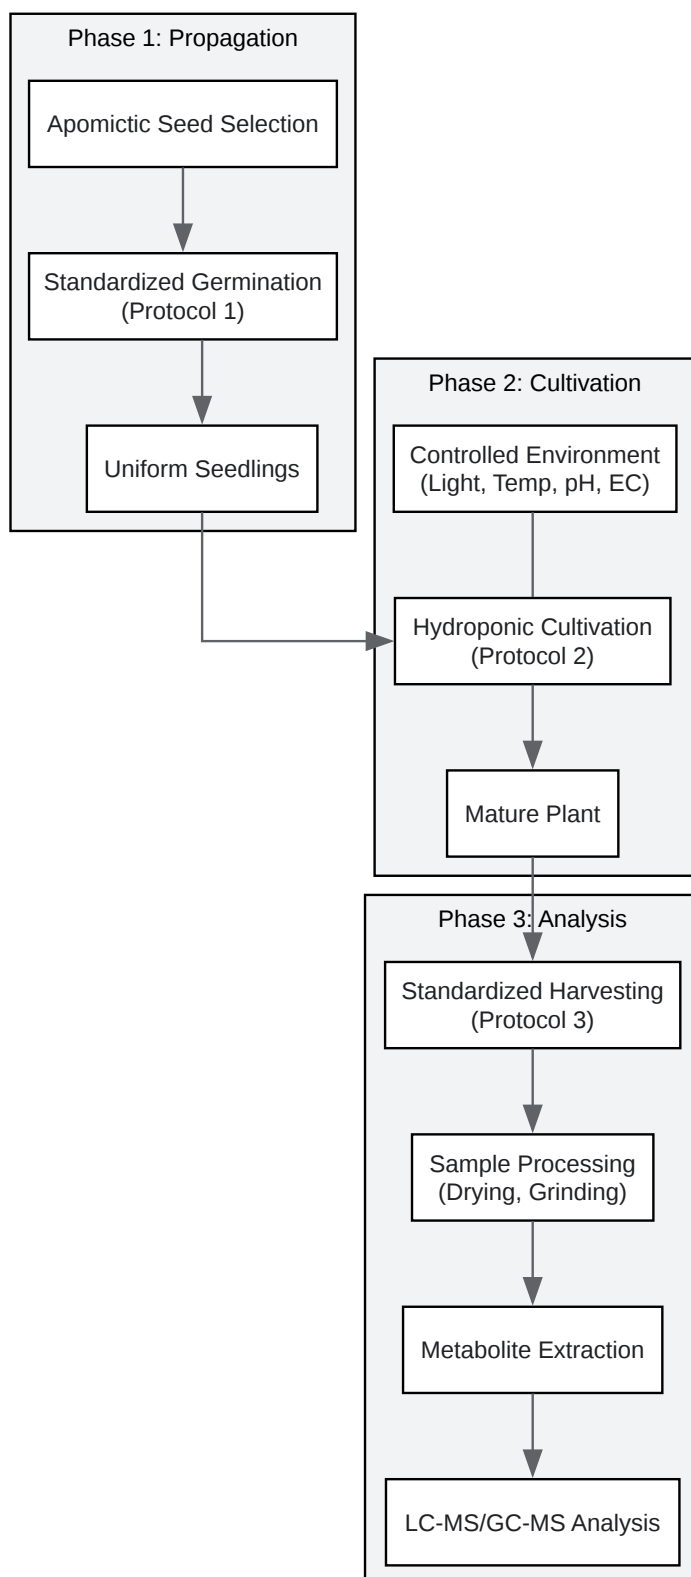 Phase 1: Propagation
Apomictic Seed Selection
Standardized Germination
(Protocol 1)
Uniform Seedlings
Phase 2: Cultivation
Controlled Environment
(Light, Temp, pH, EC)
Hydroponic Cultivation
(Protocol 2)
Mature Plant
Phase 3: Analysis
Standardized Harvesting
(Protocol 3)
Sample Processing
(Drying, Grinding)
Metabolite Extraction
LC-MS/GC-MS Analysis